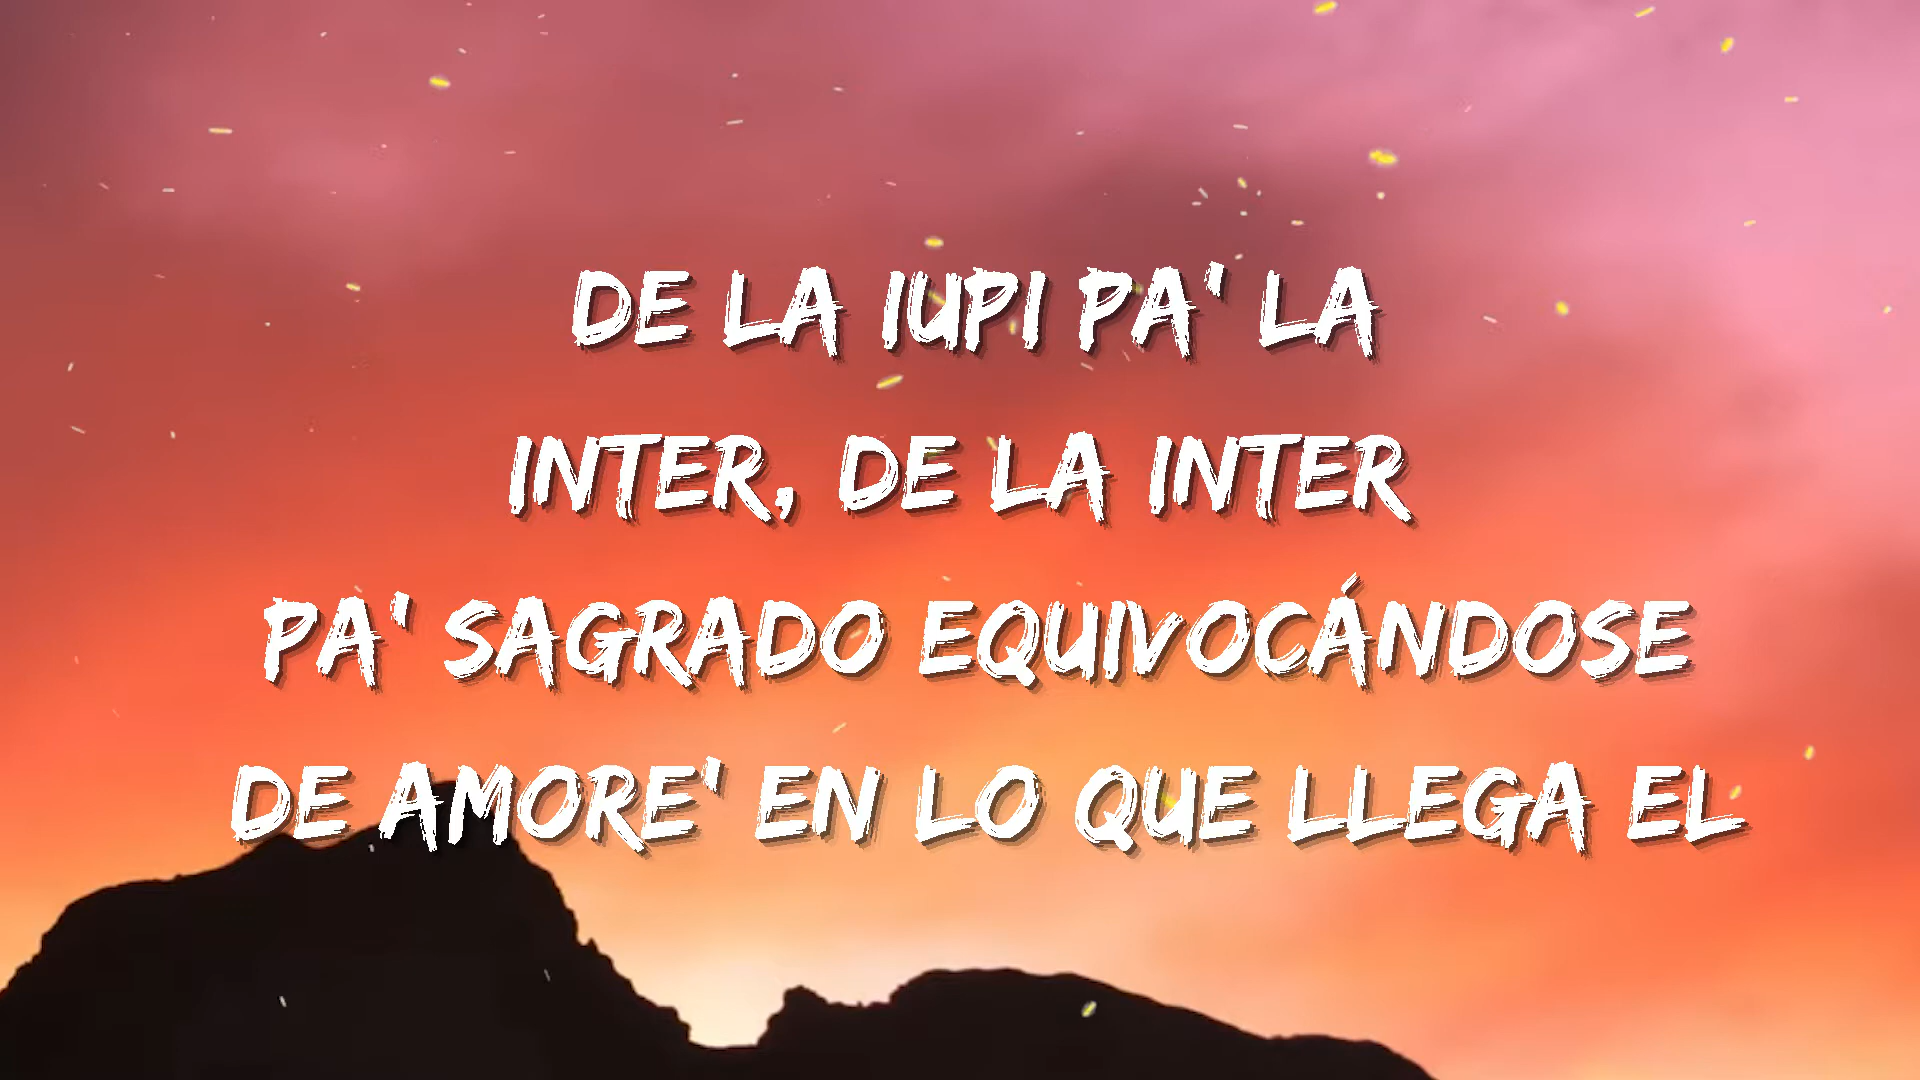 DE LA IUPI PA' LA
INTER, DE LA INTER
PA' SAGRADO EQUIVOCÁNDOSE
DE AMORE' EN LO QUE LLEGA EL